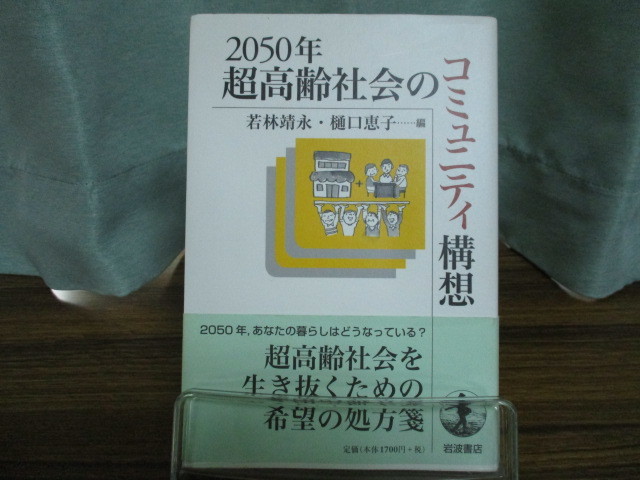 2050年
超高齢社会の
コミュニティ構想
若林靖永・樋口恵子……編
2050年,あなたの暮らしはどうなっている?
超高齢社会を
生き抜くための
希望の処方箋
定価(本体1700円+税)
岩波書店